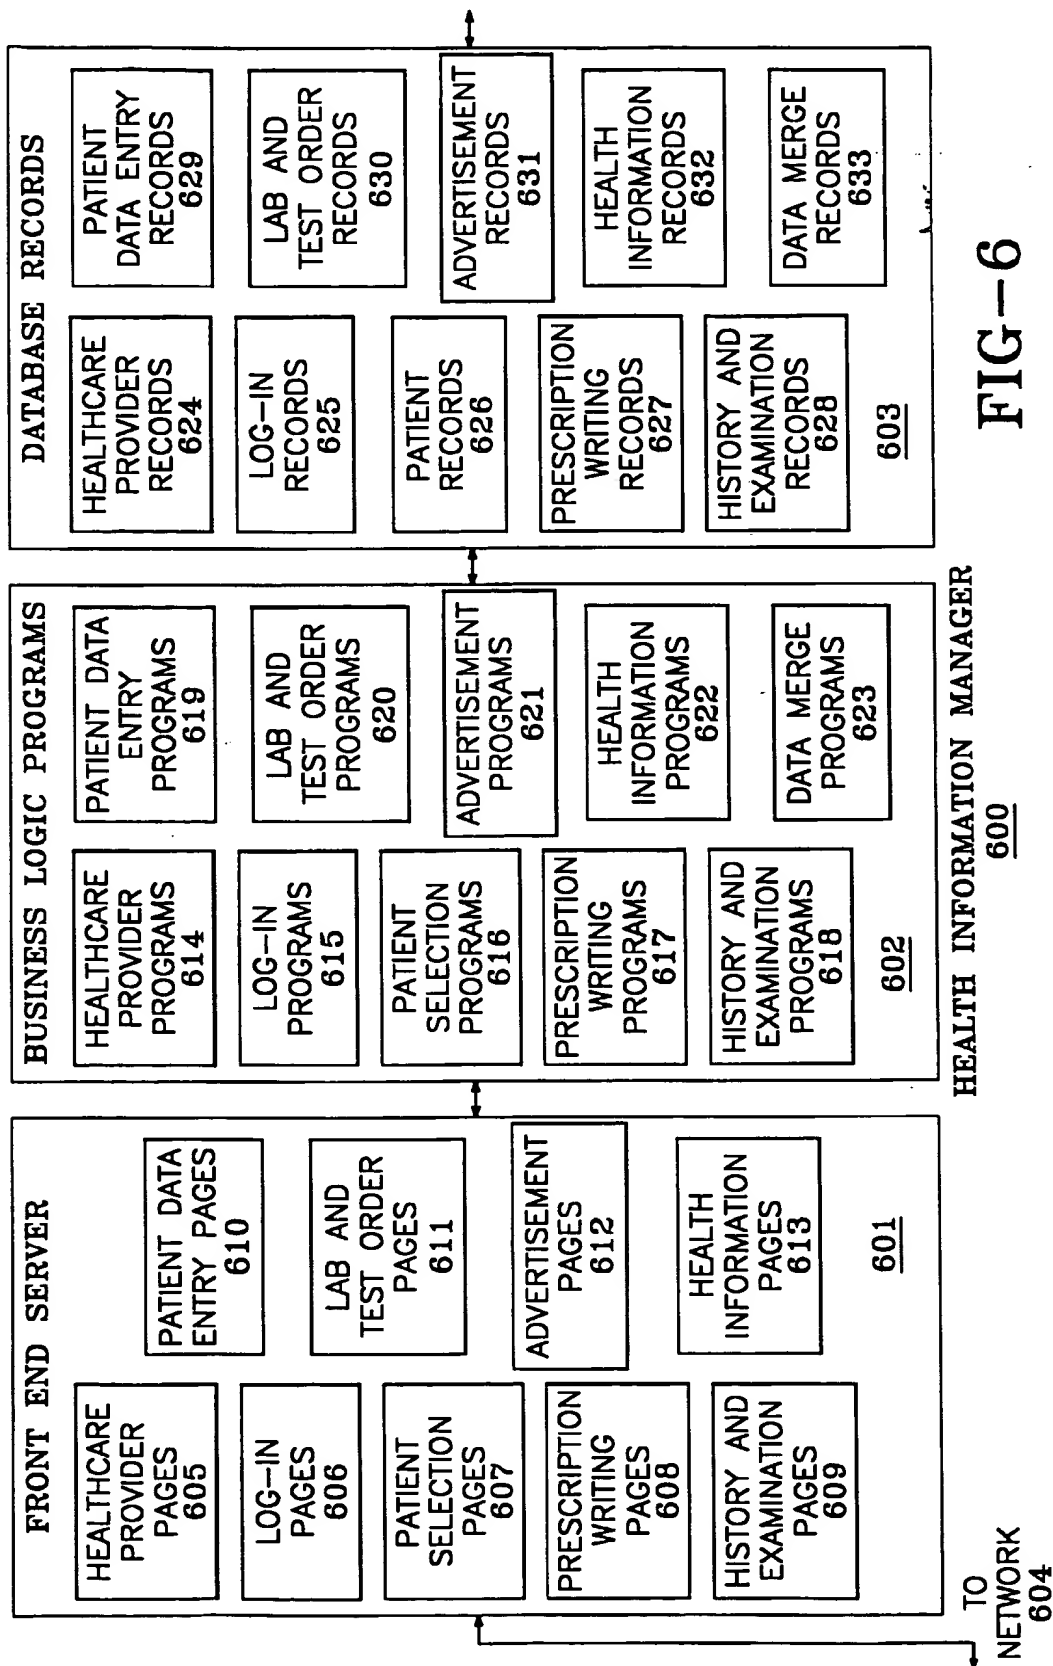 FRONT END SERVER
HEALTHCARE
PROVIDER
PAGES
605
LOG-IN
PAGES
606
PATIENT
SELECTION
PAGES
607
PRESCRIPTION
WRITING
PAGES
608
HISTORY AND
EXAMINATION
PAGES
609
PATIENT DATA
ENTRY PAGES
610
LAB AND
TEST ORDER
PAGES
611
ADVERTISEMENT
PAGES
612
HEALTH
INFORMATION
PAGES
613
601
TO
NETWORK
604
BUSINESS LOGIC PROGRAMS
HEALTHCARE
PROVIDER
PROGRAMS
614
LOG-IN
PROGRAMS
615
PATIENT
SELECTION
PROGRAMS
616
PRESCRIPTION
WRITING
PROGRAMS
617
HISTORY AND
EXAMINATION
PROGRAMS
618
PATIENT DATA
ENTRY
PROGRAMS
619
LAB AND
TEST ORDER
PROGRAMS
620
ADVERTISEMENT
PROGRAMS
621
HEALTH
INFORMATION
PROGRAMS
622
DATA MERGE
PROGRAMS
623
602
DATABASE RECORDS
HEALTHCARE
PROVIDER
RECORDS
624
LOG-IN
RECORDS
625
PATIENT
RECORDS
626
PRESCRIPTION
WRITING
RECORDS
627
HISTORY AND
EXAMINATION
RECORDS
628
PATIENT
DATA ENTRY
RECORDS
629
LAB AND
TEST ORDER
RECORDS
630
ADVERTISEMENT
RECORDS
631
HEALTH
INFORMATION
RECORDS
632
DATA MERGE
RECORDS
633
603
HEALTH INFORMATION MANAGER
600
FIG-6